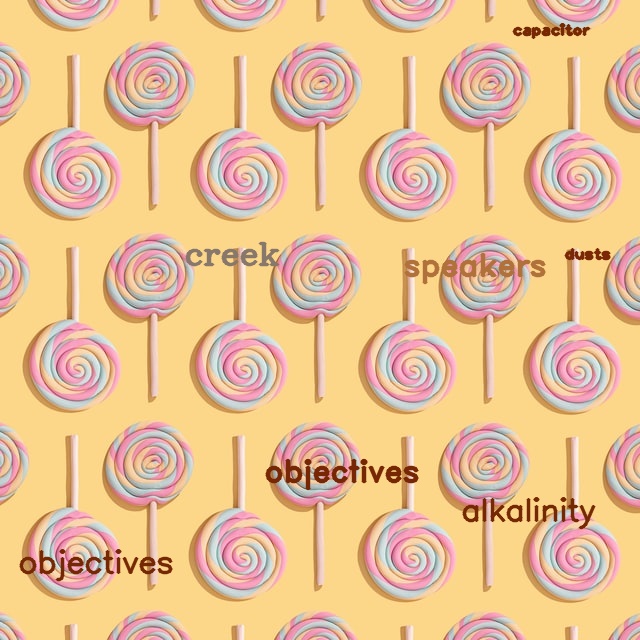 capacitor
creek
dusts
speakers
objectives
alkalinity
objectives